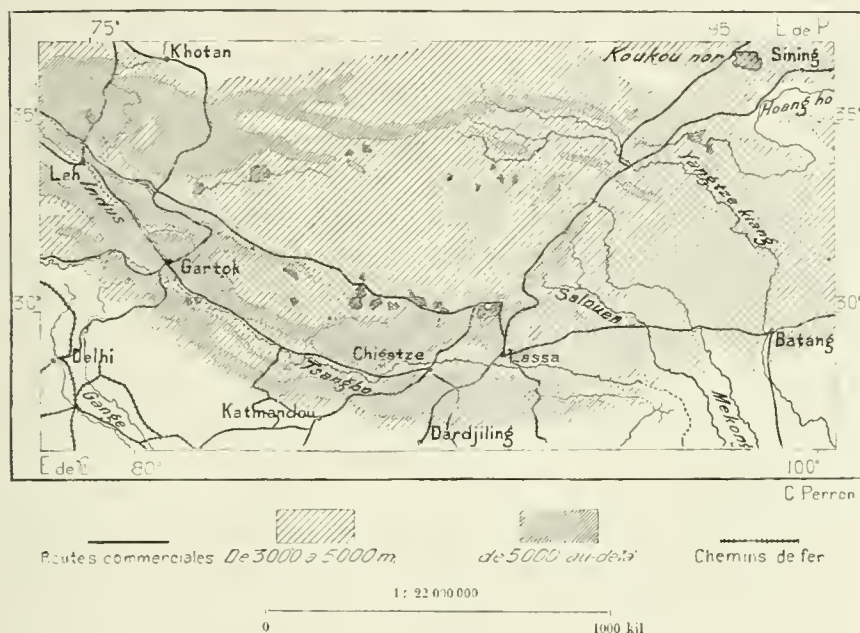 75° 95 E de P
Khotan Koukou nor Sining
35° Hoang ho 35°
Leh Indus Yangtze kiang
Gartok
30° Salouen 30°
Delhi Chigatze Lassa Batang
Tsangbo
Gange Katmandou Mekong
Dardjiling
E de G 80° 100°
C Perron
Routes commerciales De 3000 a 5000 m. de 5000 au-delà Chemins de fer
1 : 22 000 000
0 1000 kil